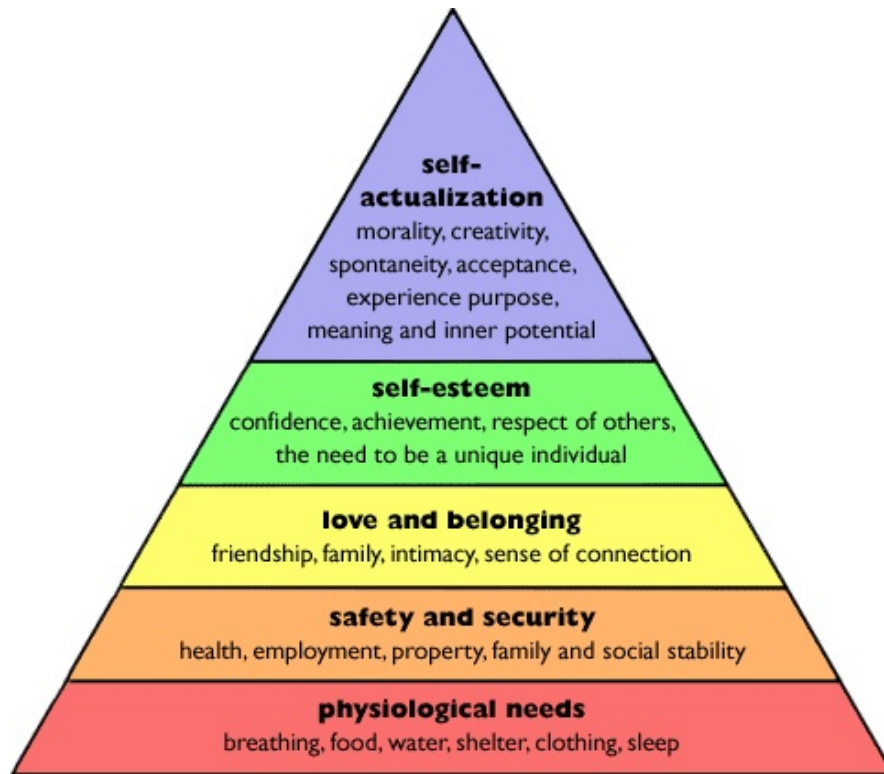 self-
actualization
morality, creativity,
spontaneity, acceptance,
experience purpose,
meaning and inner potential
self-esteem
confidence, achievement, respect of others,
the need to be a unique individual
love and belonging
friendship, family, intimacy, sense of connection
safety and security
health, employment, property, family and social stability
physiological needs
breathing, food, water, shelter, clothing, sleep